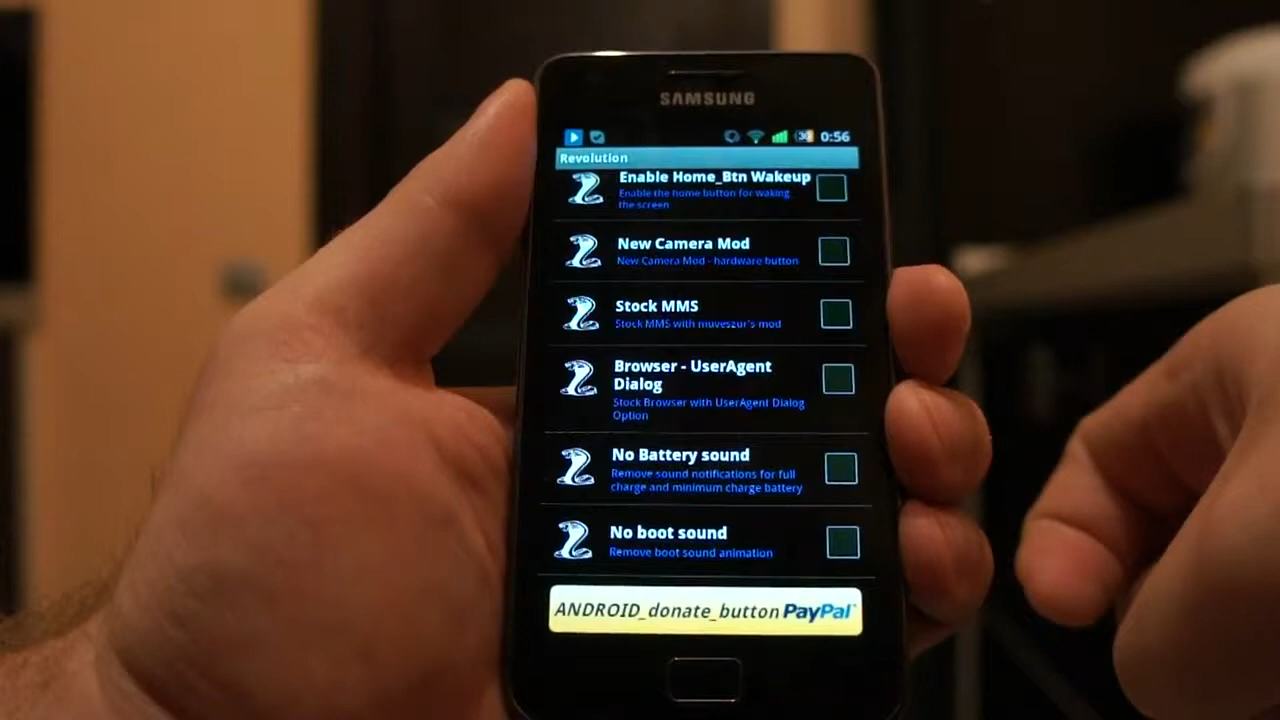 SAMSUNG
0:56
Revolution
Enable Home_Btn Wakeup
Enable the home button for waking
the screen
New Camera Mod
New Camera Mod - hardware button
Stock MMS
Stock MMS with muveszur's mod
Browser - UserAgent
Dialog
Stock Browser with UserAgent Dialog
Option
No Battery sound
Remove sound notifications for full
charge and minimum charge battery
No boot sound
Remove boot sound animation
ANDROID_donate_button PayPal